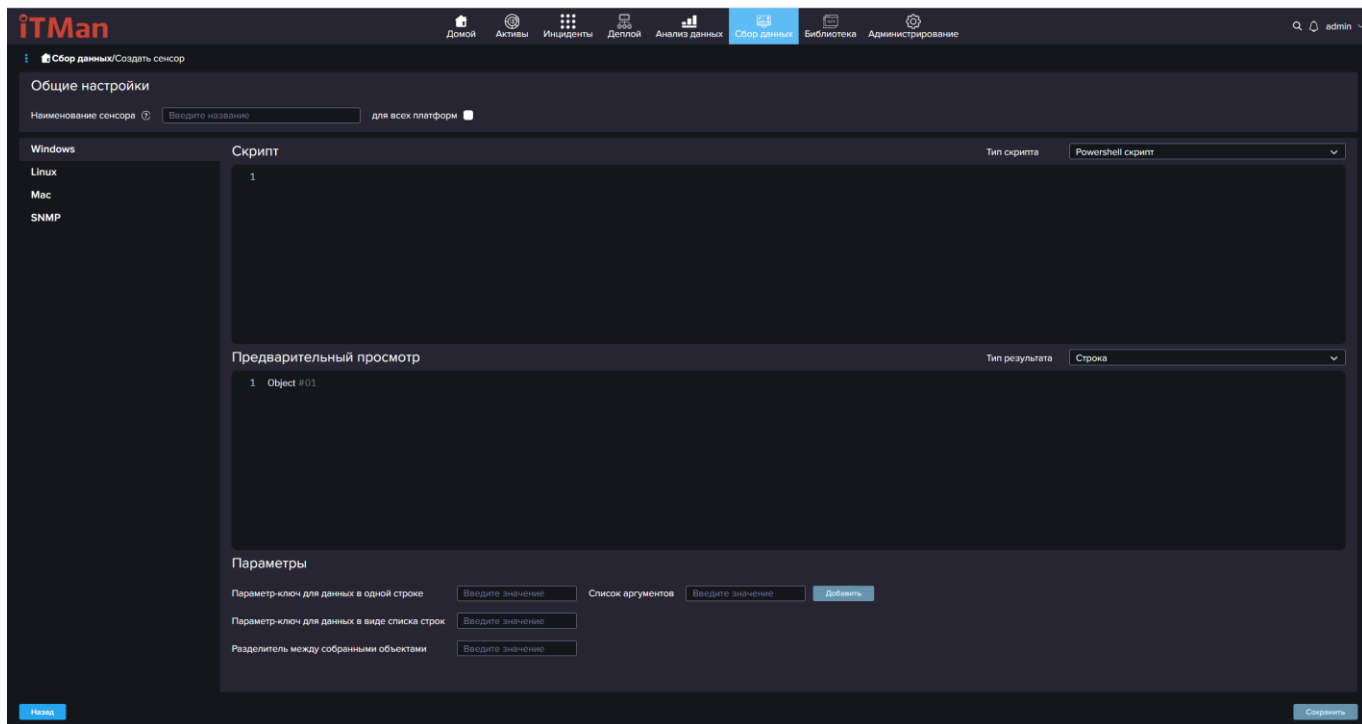 iTMan
Домой Активы Инциденты Деплой Анализ данных Сбор данных Библиотека Администрирование admin
Сбор данных/Создать сенсор
Общие настройки
Наименование сенсора ? Введите название для всех платформ
Windows
Linux
Mac
SNMP
Скрипт Тип скрипта Powershell скрипт
1
Предварительный просмотр Тип результата Строка
1 Object #01
Параметры
Параметр-ключ для данных в одной строке Введите значение Список аргументов Введите значение Добавить
Параметр-ключ для данных в виде списка строк Введите значение
Разделитель между собранными объектами Введите значение
Назад Сохранить